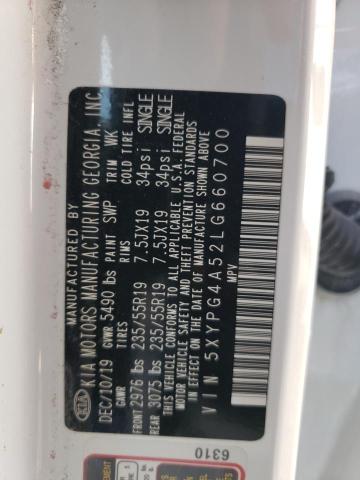 MANUFACTURED BY
KIA KIA MOTORS MANUFACTURING GEORGIA, INC.
DEC/10/19 GVWR 5490 lbs PAINT SWP TRIM WK
GAWR TIRES RIMS COLD TIRE INFL
FRONT 2976 lbs 235/55R19 7.5JX19 34psi SINGLE
REAR 3075 lbs 235/55R19 7.5JX19 34psi SINGLE
THIS VEHICLE CONFORMS TO ALL APPLICABLE U.S.A. FEDERAL
MOTOR VEHICLE SAFETY AND THEFT PREVENTION STANDARDS
IN EFFECT ON THE DATE OF MANUFACTURE SHOWN ABOVE
VIN 5XYPG4A52LG660700
MPV
6310